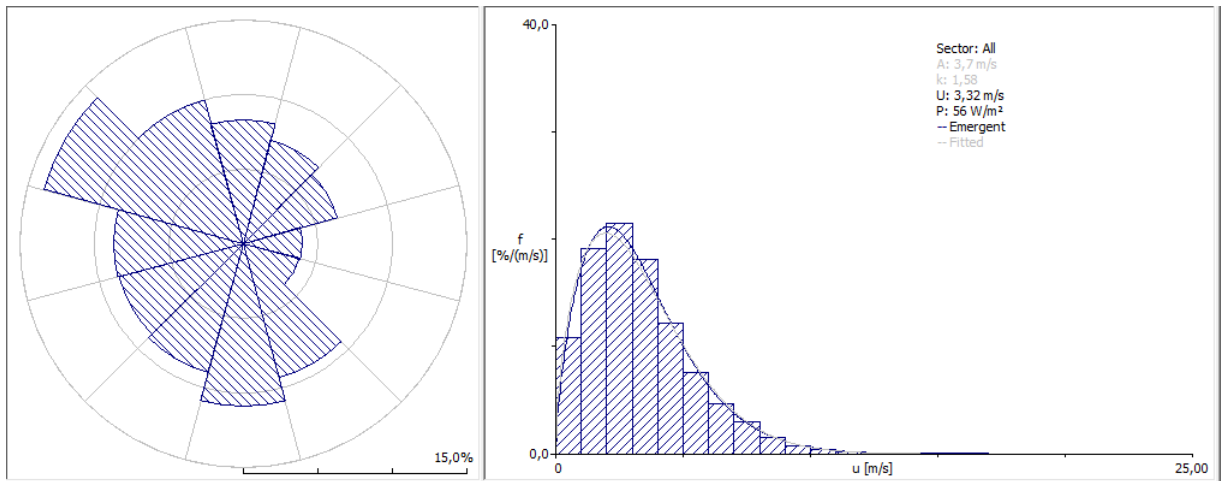 15,0%
40,0
f
[%/(m/s)]
0,0
0
u [m/s]
25,00
Sector: All
A: 3,7 m/s
k: 1,58
U: 3,32 m/s
P: 56 W/m²
-- Emergent
-- Fitted